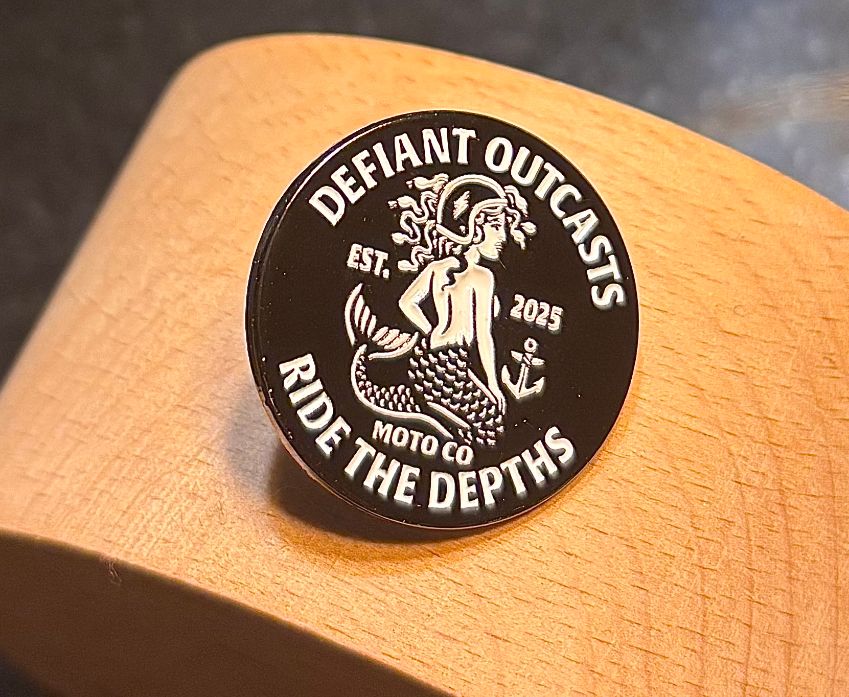 DEFIANT OUTCASTS
EST.
2025
MOTO CO
RIDE THE DEPTHS